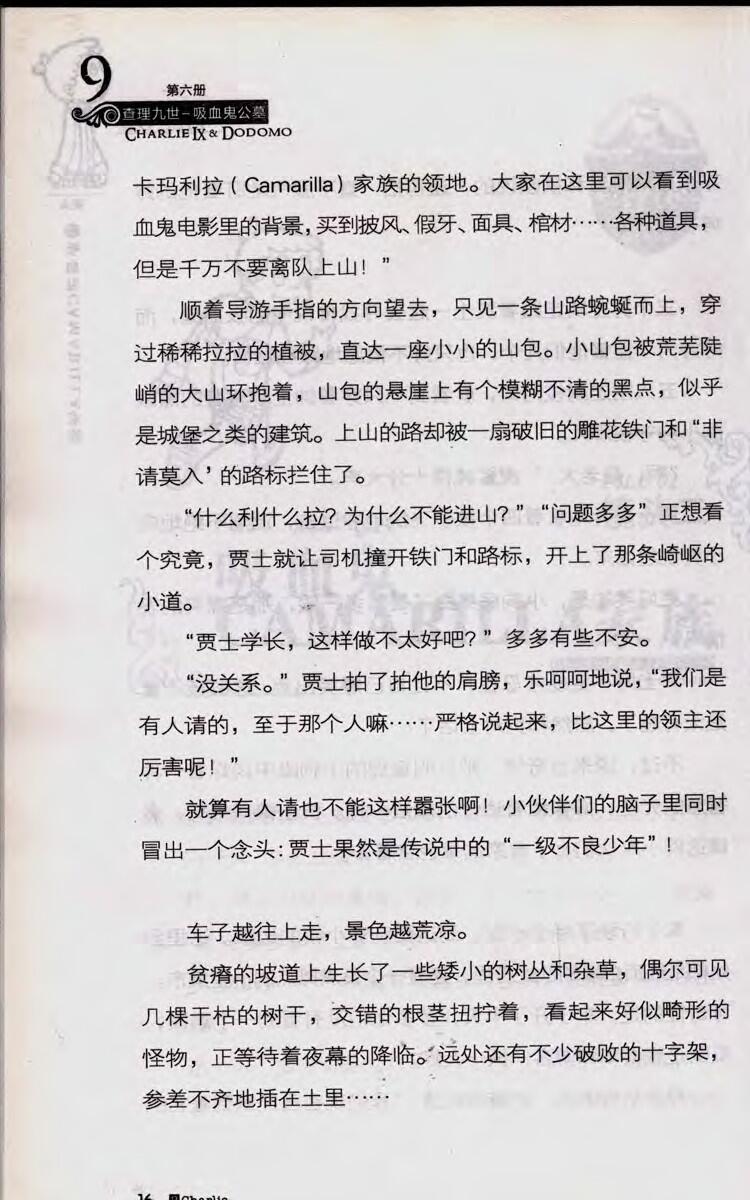 9
第六册
查理九世-吸血鬼公墓
CHARLIE IX & DODOMO
卡玛利拉（Camarilla）家族的领地。大家在这里可以看到吸
血鬼电影里的背景，买到披风、假牙、面具、棺材……各种道具，
但是千万不要离队上山！”
顺着导游手指的方向望去，只见一条山路蜿蜒而上，穿
过稀稀拉拉的植被，直达一座小小的山包。小山包被荒芜陡
峭的大山环抱着，山包的悬崖上有个模糊不清的黑点，似乎
是城堡之类的建筑。上山的路却被一扇破旧的雕花铁门和“非
请莫入’的路标拦住了。
“什么利什么拉？为什么不能进山？”“问题多多”正想看
个究竟，贾士就让司机撞开铁门和路标，开上了那条崎岖的
小道。
“贾士学长，这样做不太好吧？”多多有些不安。
“没关系。”贾士拍了拍他的肩膀，乐呵呵地说，“我们是
有人请的，至于那个人嘛……严格说起来，比这里的领主还
厉害呢！”
就算有人请也不能这样嚣张啊！小伙伴们的脑子里同时
冒出一个念头：贾士果然是传说中的“一级不良少年”！
车子越往上走，景色越荒凉。
贫瘠的坡道上生长了一些矮小的树丛和杂草，偶尔可见
几棵干枯的树干，交错的根茎扭拧着，看起来好似畸形的
怪物，正等待着夜幕的降临。远处还有不少破败的十字架，
参差不齐地插在土里……
16 Charlie